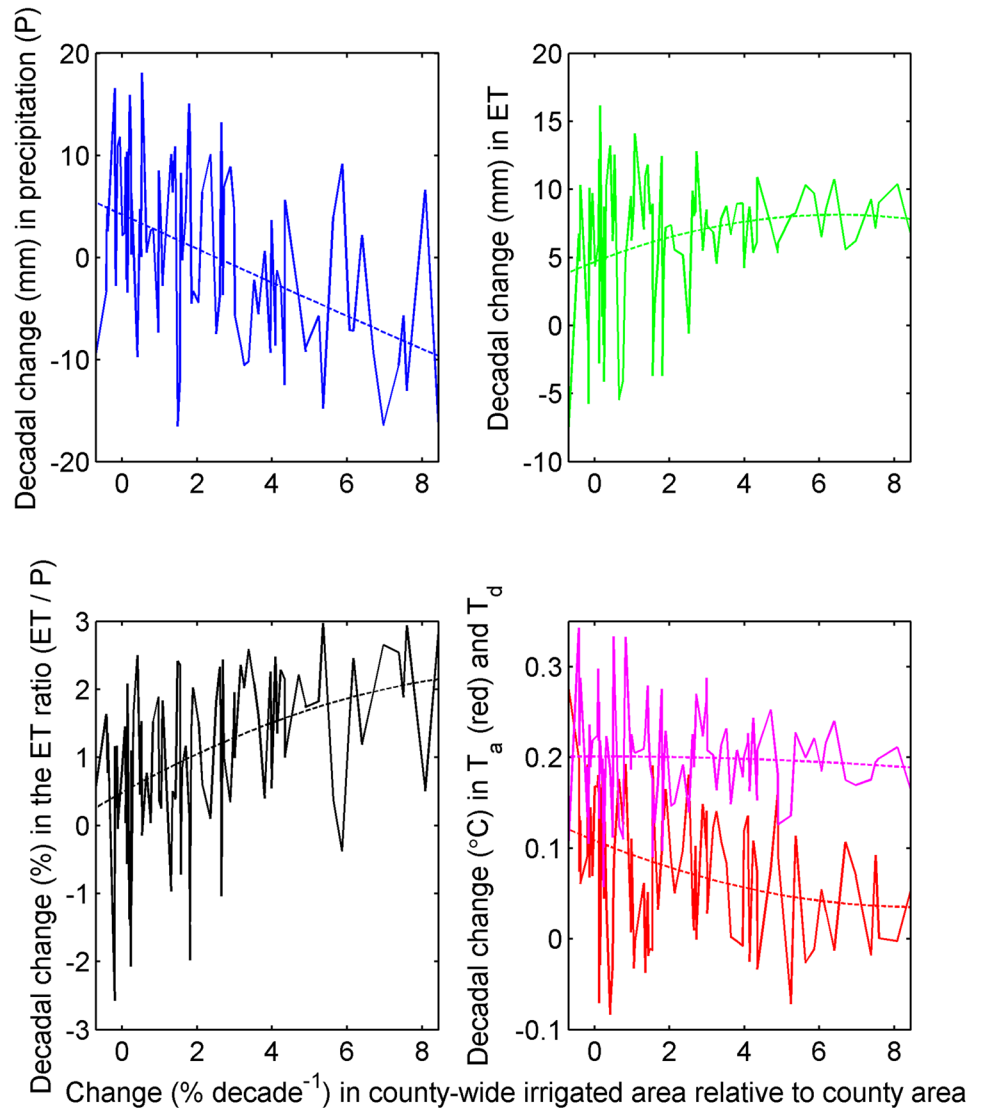 Decadal change (mm) in precipitation (P)
20
10
0
-10
-20
0 2 4 6 8
Decadal change (mm) in ET
20
15
10
5
0
-5
-10
0 2 4 6 8
Decadal change (%) in the ET ratio (ET / P)
3
2
1
0
-1
-2
-3
0 2 4 6 8
Decadal change (°C) in Ta (red) and Td
0.3
0.2
0.1
0
-0.1
0 2 4 6 8
Change (% decade-1) in county-wide irrigated area relative to county area